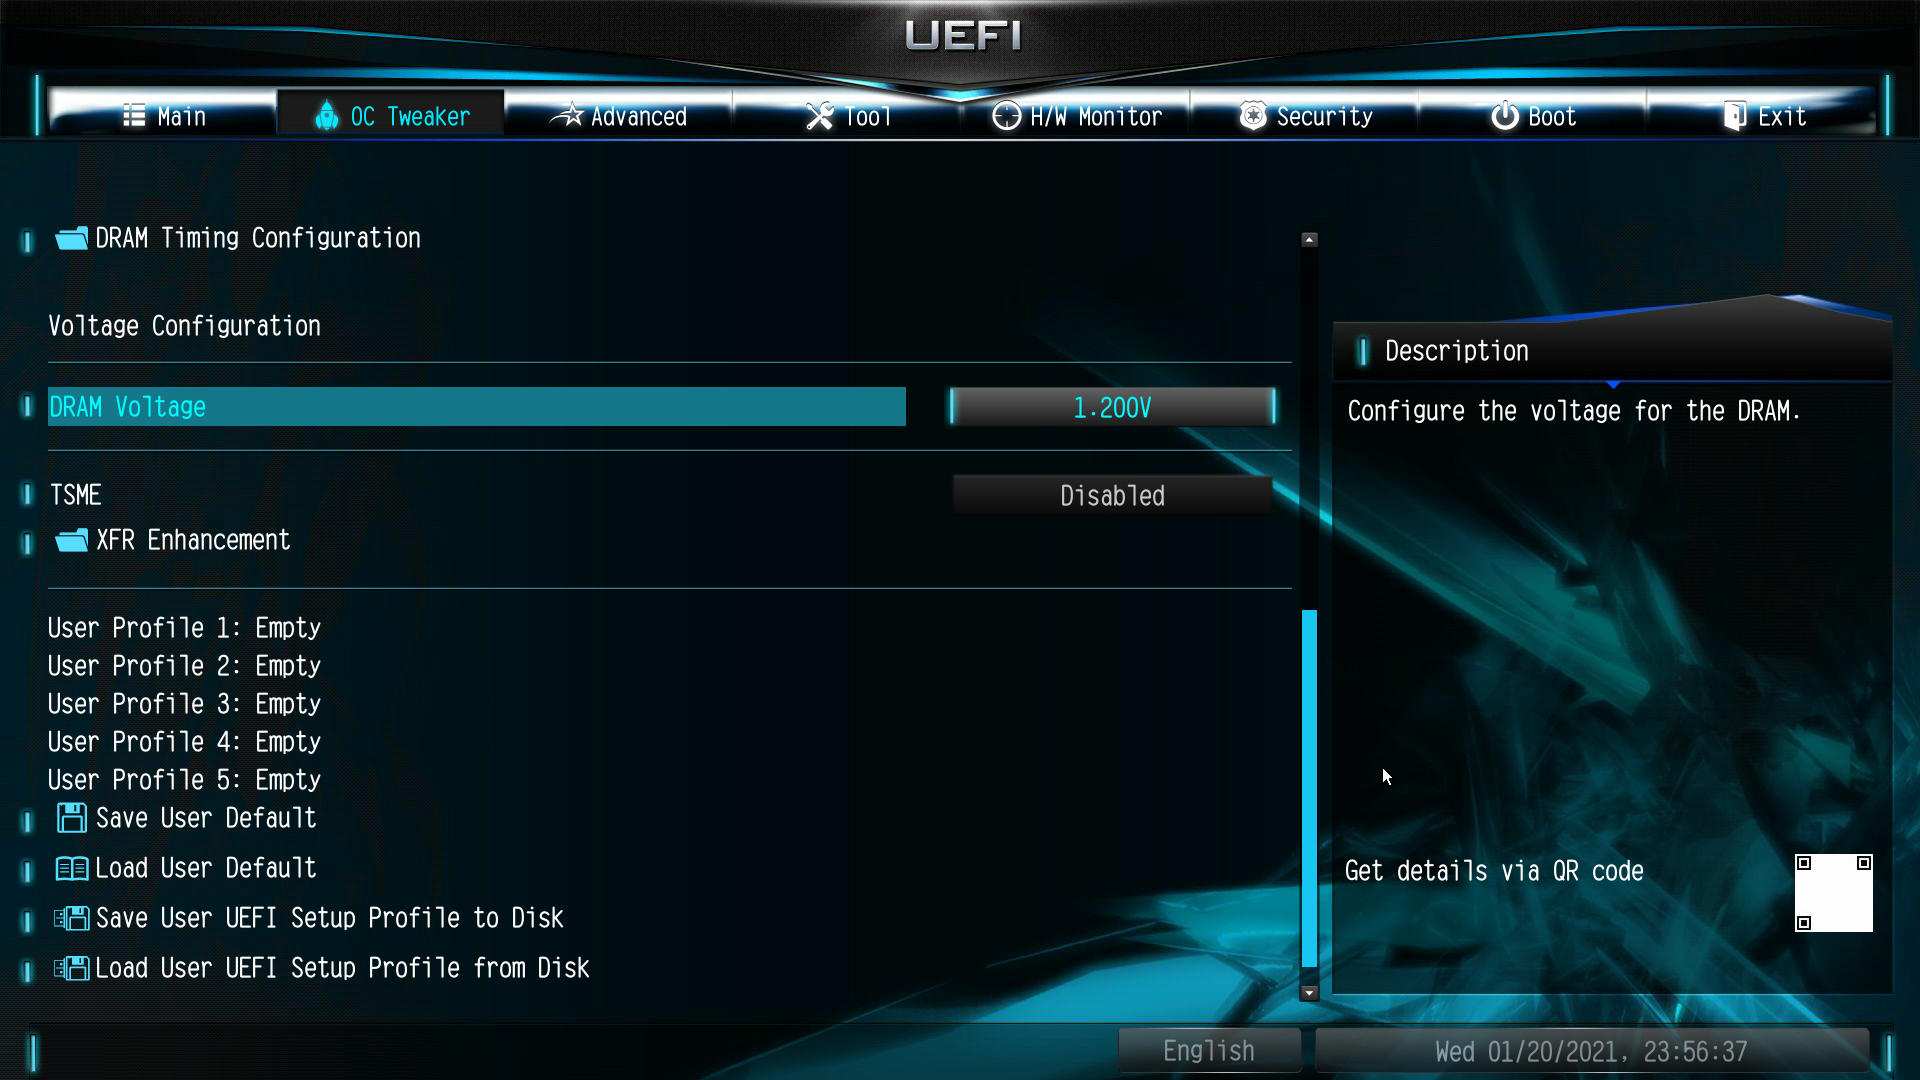 UEFI
Main
OC Tweaker
Advanced
Tool
H/W Monitor
Security
Boot
Exit
DRAM Timing Configuration
Voltage Configuration
DRAM Voltage 1.200V
TSME Disabled
XFR Enhancement
User Profile 1: Empty
User Profile 2: Empty
User Profile 3: Empty
User Profile 4: Empty
User Profile 5: Empty
Save User Default
Load User Default
Save User UEFI Setup Profile to Disk
Load User UEFI Setup Profile from Disk
Description
Configure the voltage for the DRAM.
Get details via QR code
English
Wed 01/20/2021, 23:56:37